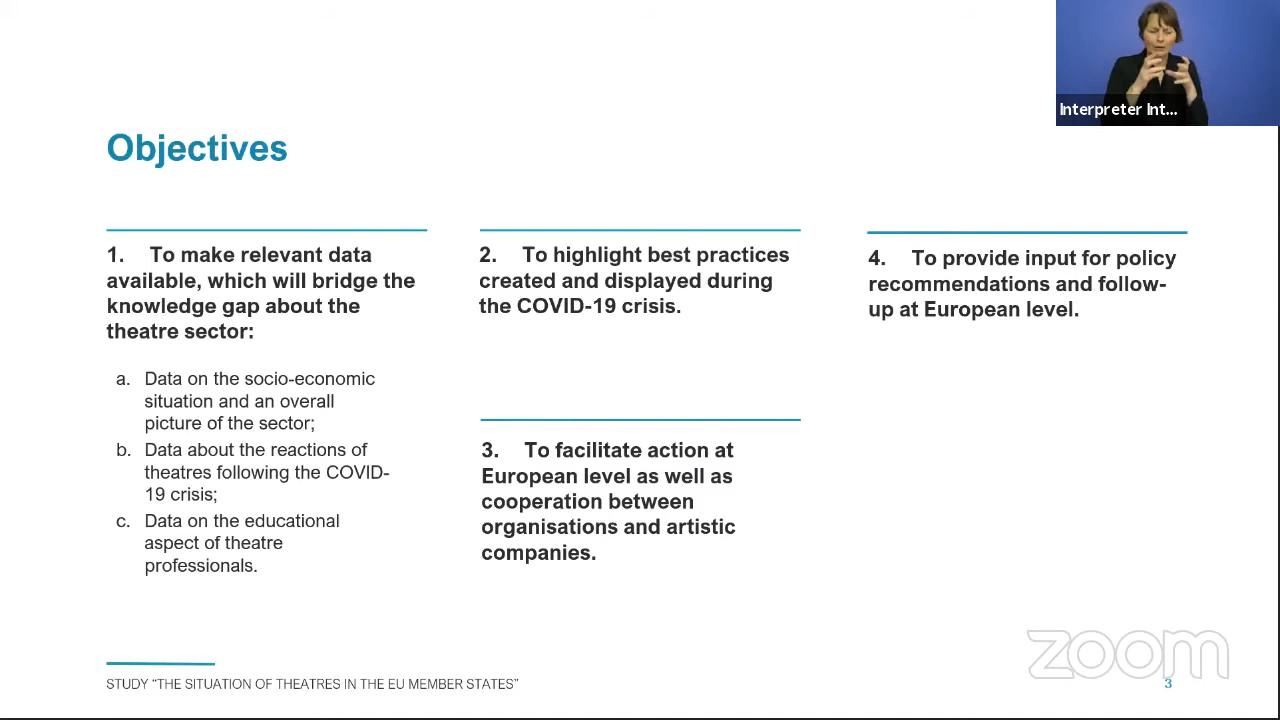 Interpreter Int...
Objectives
1. To make relevant data
available, which will bridge the
knowledge gap about the
theatre sector:
a. Data on the socio-economic
situation and an overall
picture of the sector;
b. Data about the reactions of
theatres following the COVID-
19 crisis;
c. Data on the educational
aspect of theatre
professionals.
2. To highlight best practices
created and displayed during
the COVID-19 crisis.
3. To facilitate action at
European level as well as
cooperation between
organisations and artistic
companies.
4. To provide input for policy
recommendations and follow-
up at European level.
STUDY “THE SITUATION OF THEATRES IN THE EU MEMBER STATES”
zoom
3